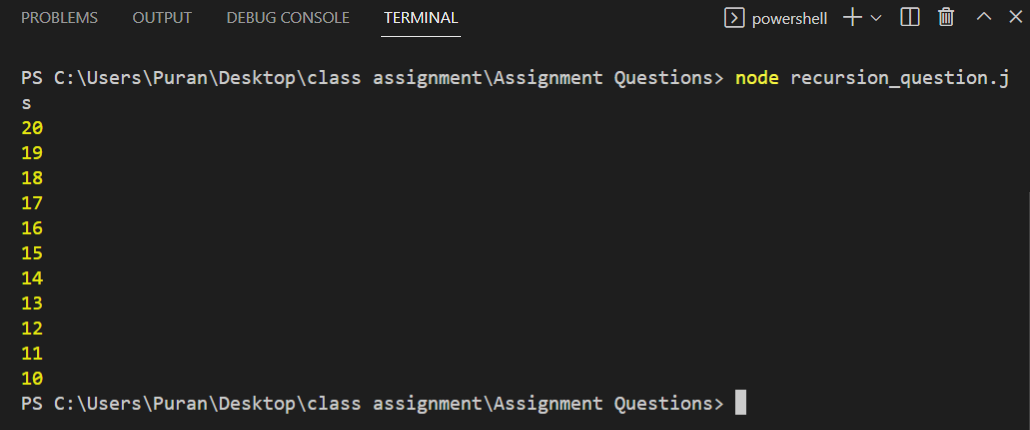 PROBLEMS OUTPUT DEBUG CONSOLE TERMINAL powershell
PS C:\Users\Puran\Desktop\class assignment\Assignment Questions> node recursion_question.j
s
20
19
18
17
16
15
14
13
12
11
10
PS C:\Users\Puran\Desktop\class assignment\Assignment Questions>